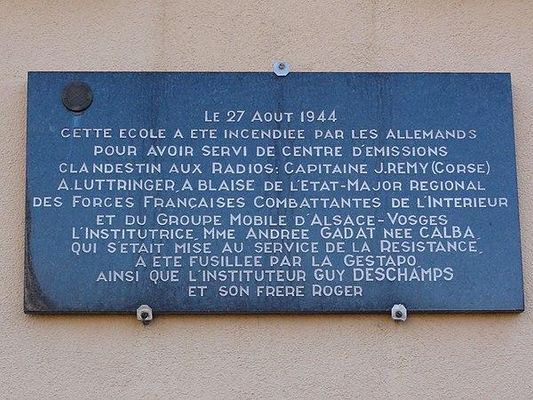 LE 27 AOUT 1944
CETTE ECOLE A ETE INCENDIEE PAR LES ALLEMANDS
POUR AVOIR SERVI DE CENTRE D'EMISSIONS
CLANDESTIN AUX RADIOS: CAPITAINE J.REMY (CORSE)
A.LUTTRINGER, A BLAISE DE L'ETAT-MAJOR REGIONAL
DES FORCES FRANÇAISES COMBATTANTES DE L'INTERIEUR
ET DU GROUPE MOBILE D'ALSACE-VOSGES
L'INSTITUTRICE, MME ANDREE GADAT NEE CALBA
QUI S'ETAIT MISE AU SERVICE DE LA RESISTANCE,
A ETE FUSILLEE PAR LA GESTAPO
AINSI QUE L'INSTITUTEUR GUY DESCHAMPS
ET SON FRERE ROGER